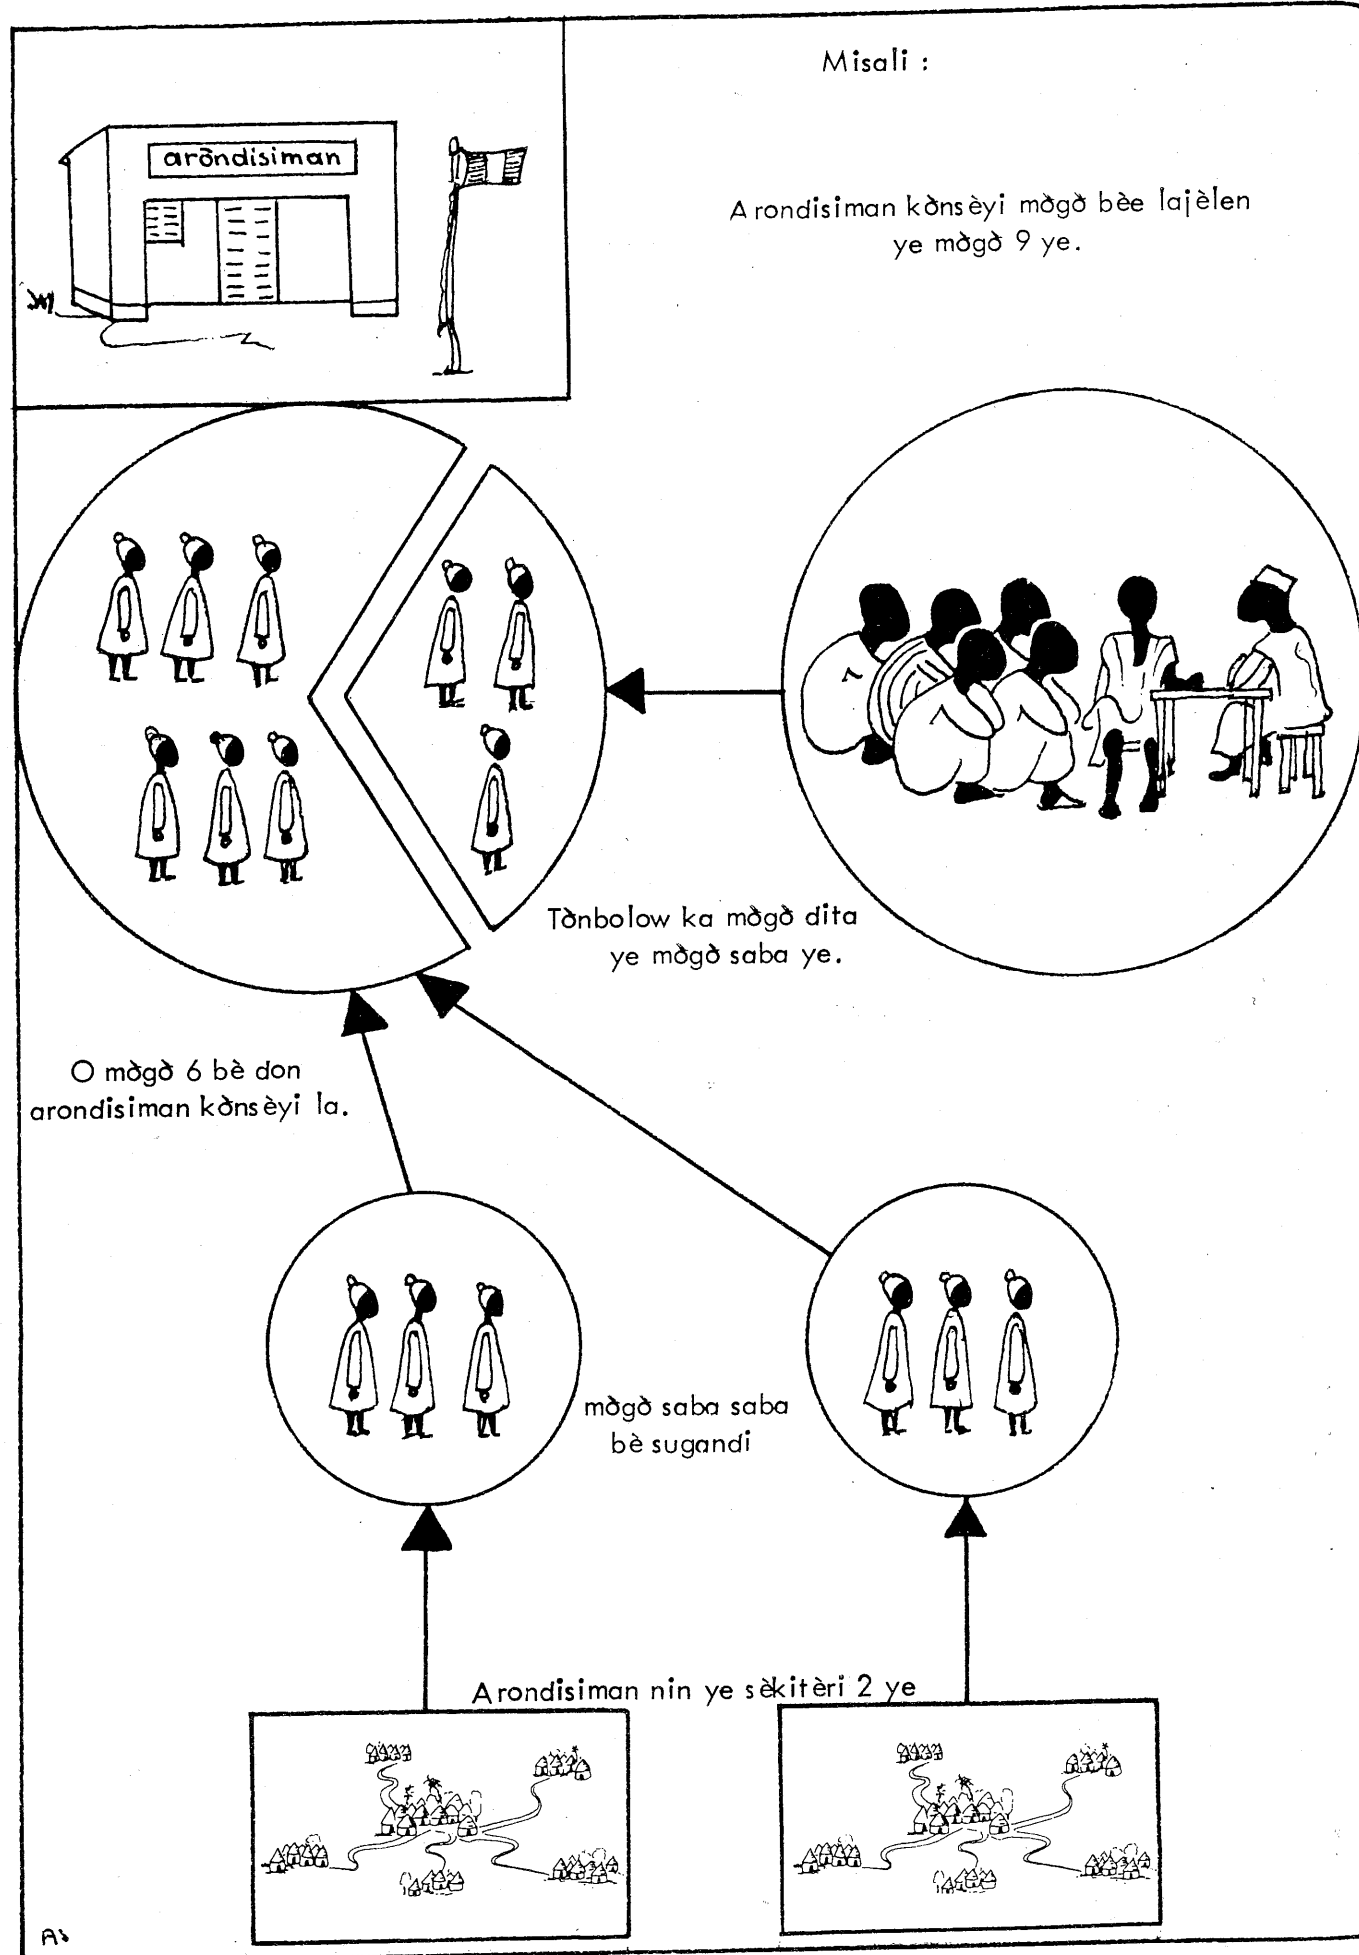 Misali :
aròndisiman
Arondisiman kònsèyi mògò bèe lajèlen
ye mògò 9 ye.
Tònbolow ka mògò dita
ye mògò saba ye.
O mògò 6 bè don
arondisiman kònsèyi la.
mògò saba saba
bè sugandi
Arondisiman nin ye sèkitèri 2 ye